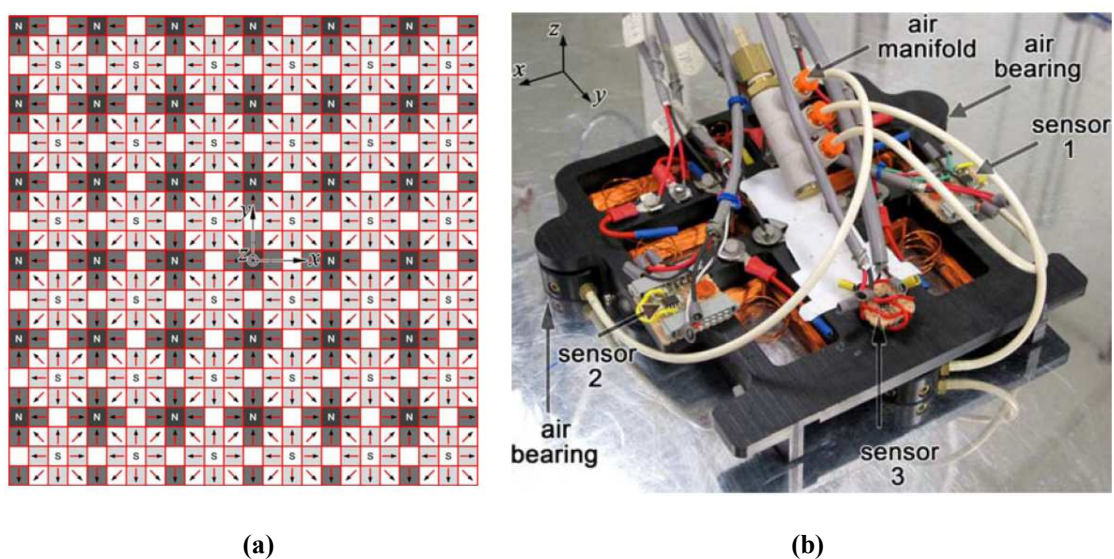 N N N N N N
S S S S S S
N N N N N N
S S S S S S
N N N N N N
S S S y S S S
N N N z x N N
S S S S S S
N N N N N N
S S S S S S
N N N N N N
S S S S S S
(a)
z
x
y
air
manifold
air
bearing
sensor
1
sensor
2
air
bearing
sensor
3
(b)